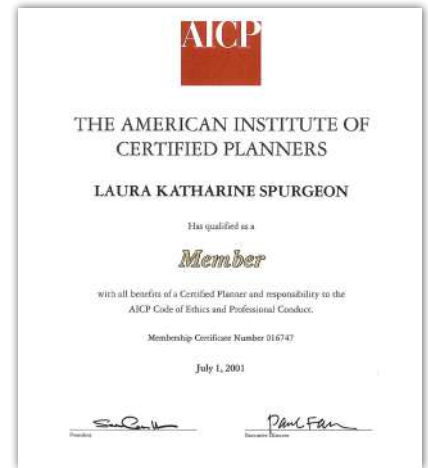 AICP
THE AMERICAN INSTITUTE OF
CERTIFIED PLANNERS
LAURA KATHARINE SPURGEON
Has qualified as a
Member
with all benefits of a Certified Planner and responsibility to the
AICP Code of Ethics and Professional Conduct.
Membership Certificate Number 016747
July 1, 2001
President
Executive Director